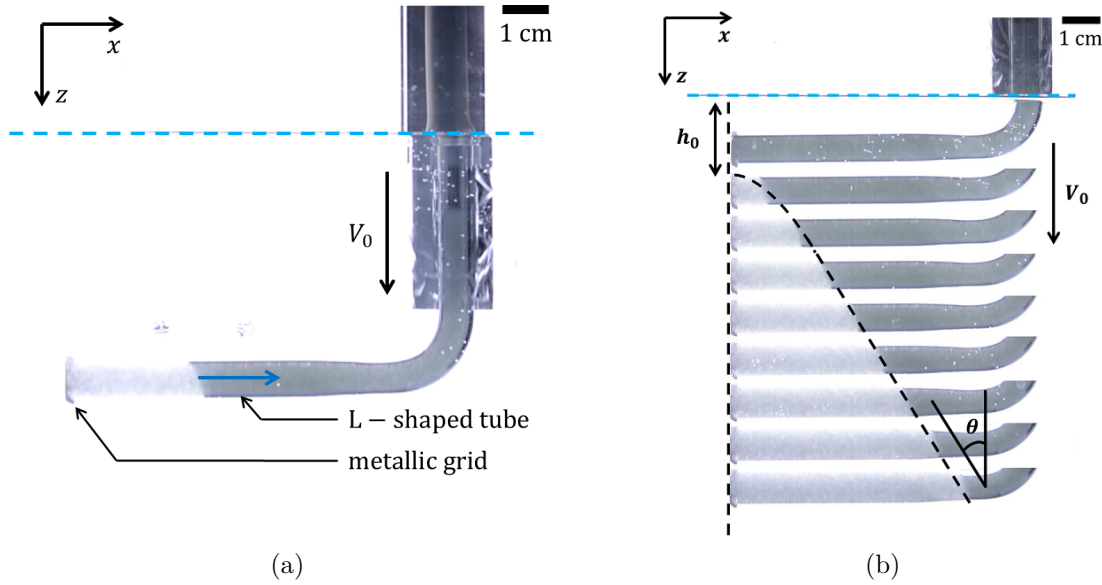 x
z
1 cm
V₀
L – shaped tube
metallic grid
(a)
x
z
1 cm
h₀
V₀
θ
(b)